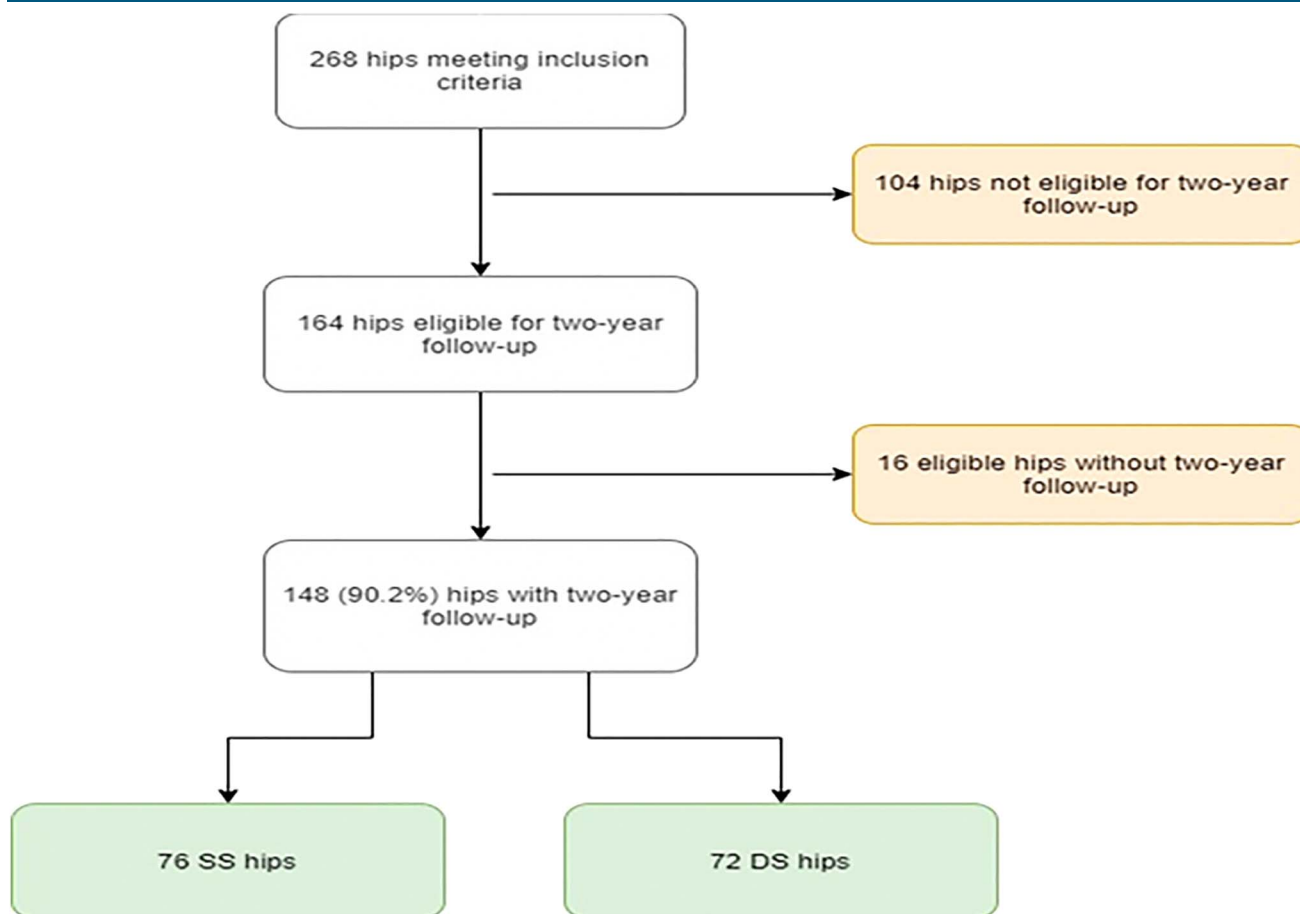 268 hips meeting inclusion
criteria
104 hips not eligible for two-year
follow-up
164 hips eligible for two-year
follow-up
16 eligible hips without two-year
follow-up
148 (90.2%) hips with two-year
follow-up
76 SS hips
72 DS hips